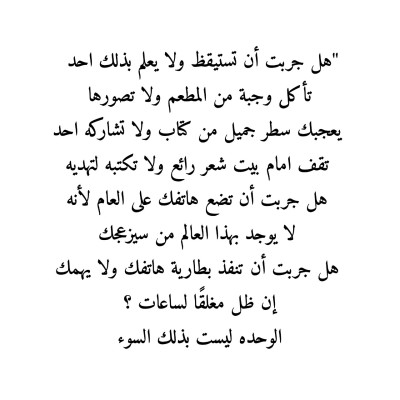 "هل جربت أن تستيقظ ولا يعلم بذلك احد
تأكل وجبة من المطعم ولا تصورها
يعجبك سطر جميل من كتاب ولا تشاركه احد
تقف امام بيت شعر رائع ولا تكتبه لتهديه
هل جربت أن تضع هاتفك على العام لأنه
لا يوجد بهذا العالم من سيزعجك
هل جربت أن تنفذ بطارية هاتفك ولا يهمك
إن ظل مغلقًا لساعات ؟
الوحده ليست بذلك السوء